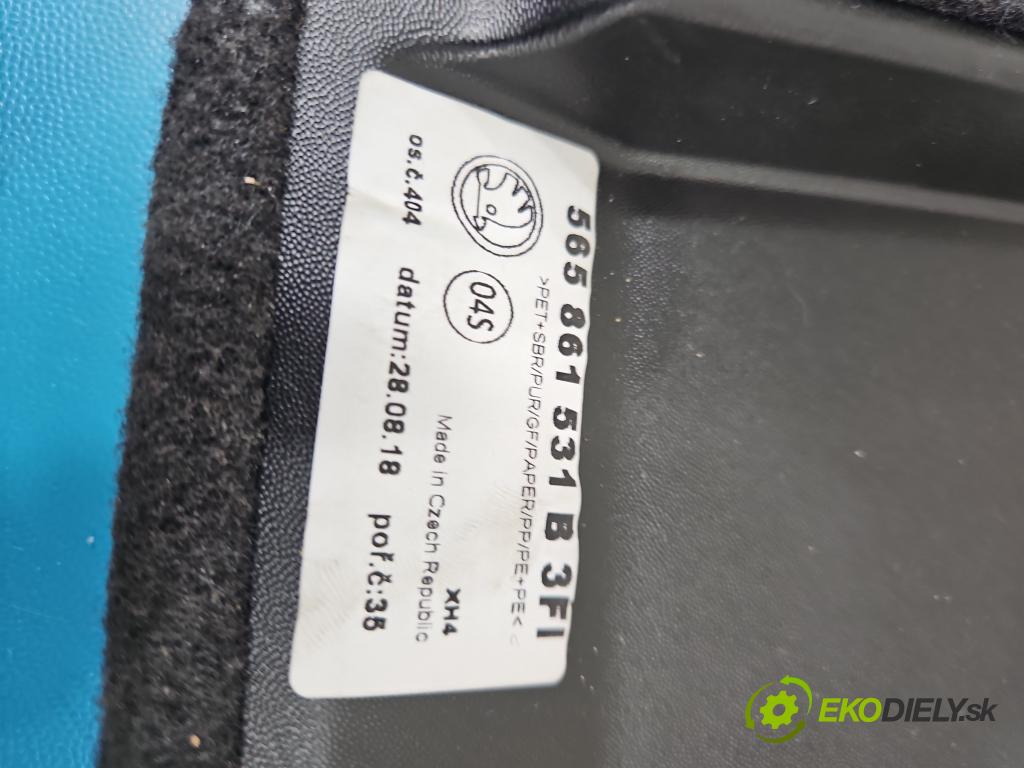 565 861 531 B 3FI
>PET+SBR/PUR/GF/PAPER/PP/PE+PE<
04S
XH4
Made in Czech Republic
os.č.404 datum:28.08.18 poř.č:35
EKODIELY.sk